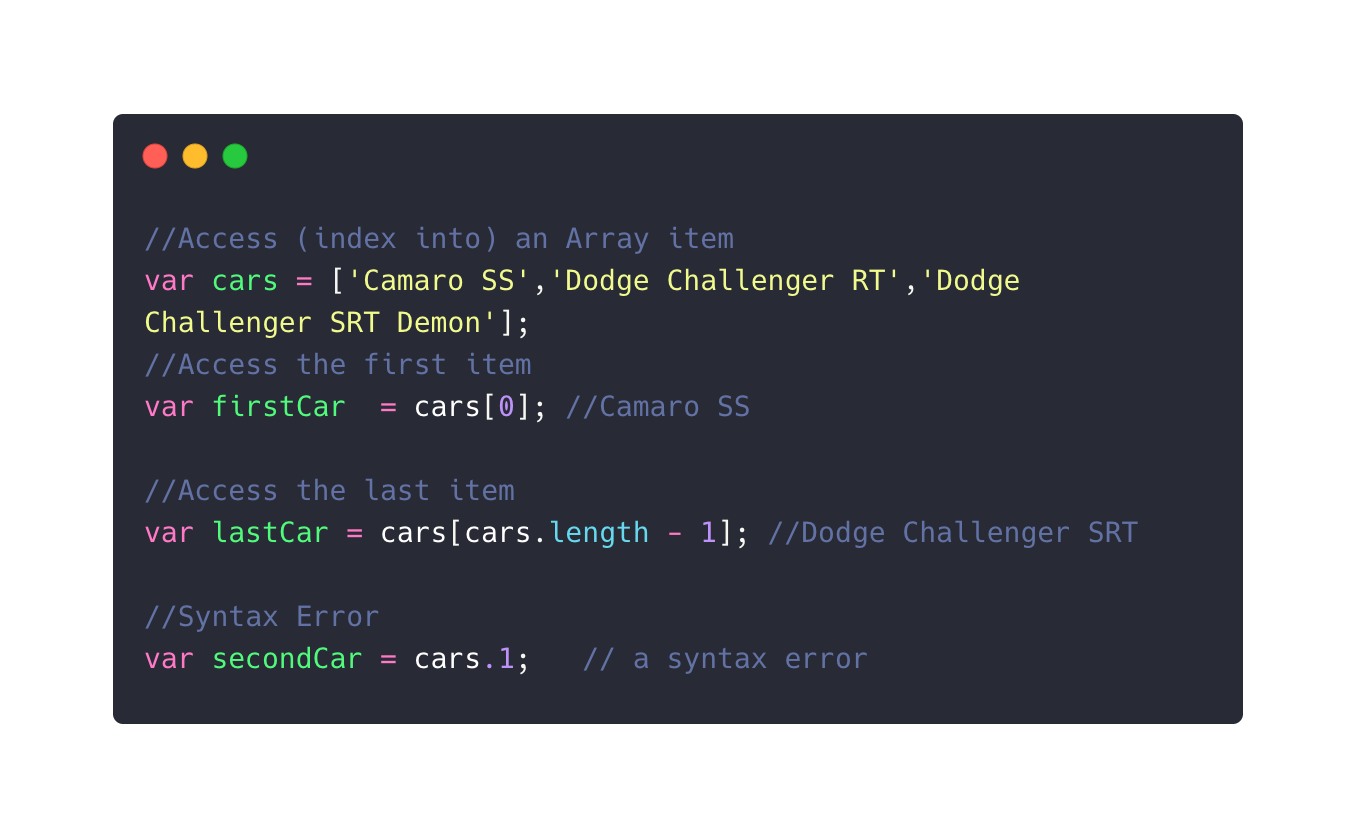 //Access (index into) an Array item
var cars = ['Camaro SS','Dodge Challenger RT','Dodge
Challenger SRT Demon'];
//Access the first item
var firstCar  = cars[0]; //Camaro SS
//Access the last item
var lastCar = cars[cars.length - 1]; //Dodge Challenger SRT
//Syntax Error
var secondCar = cars.1;   // a syntax error